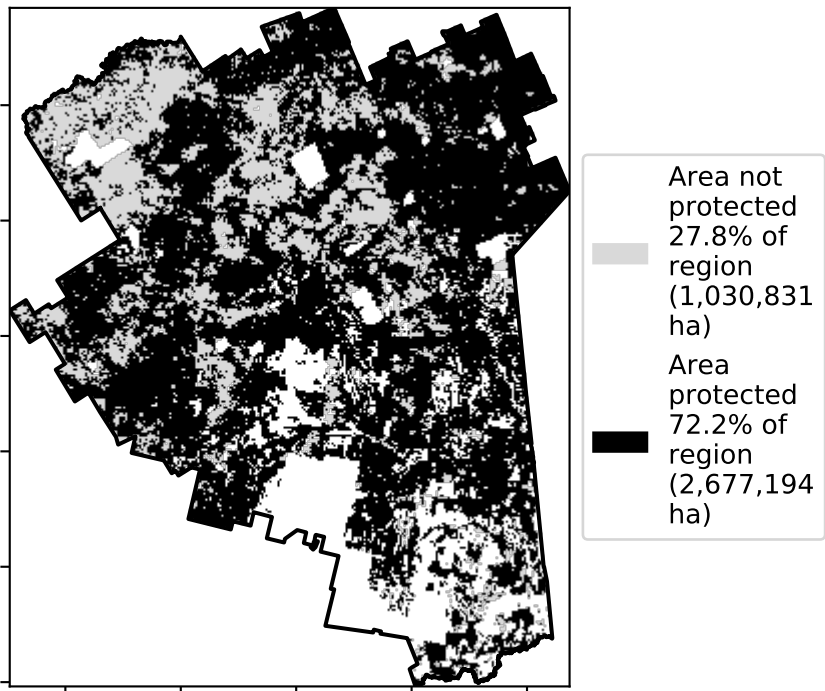 Area not
protected
27.8% of
region
(1,030,831
ha)
Area
protected
72.2% of
region
(2,677,194
ha)